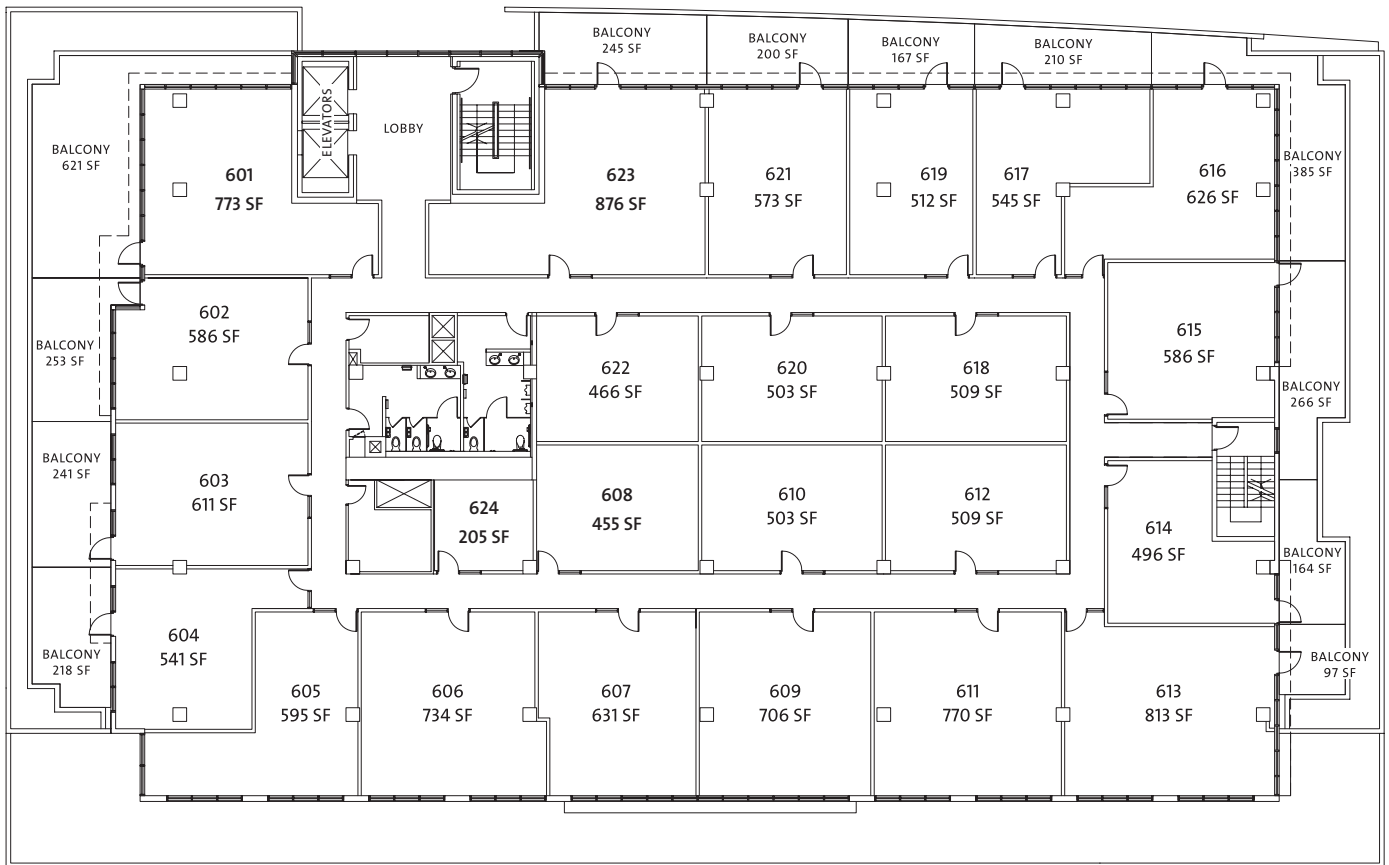 BALCONY
245 SF
BALCONY
200 SF
BALCONY
167 SF
BALCONY
210 SF
ELEVATORS
LOBBY
BALCONY
621 SF
601
773 SF
623
876 SF
621
573 SF
619
512 SF
617
545 SF
616
626 SF
BALCONY
385 SF
602
586 SF
BALCONY
253 SF
622
466 SF
620
503 SF
618
509 SF
615
586 SF
BALCONY
266 SF
BALCONY
241 SF
603
611 SF
624
205 SF
608
455 SF
610
503 SF
612
509 SF
614
496 SF
BALCONY
164 SF
BALCONY
218 SF
604
541 SF
605
595 SF
606
734 SF
607
631 SF
609
706 SF
611
770 SF
613
813 SF
BALCONY
97 SF